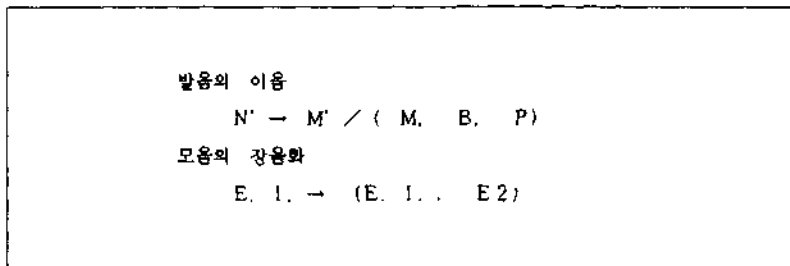 발음의 이음
N' → M' / ( M, B, P)
모음의 장음화
E. I. → (E. I. , E2)